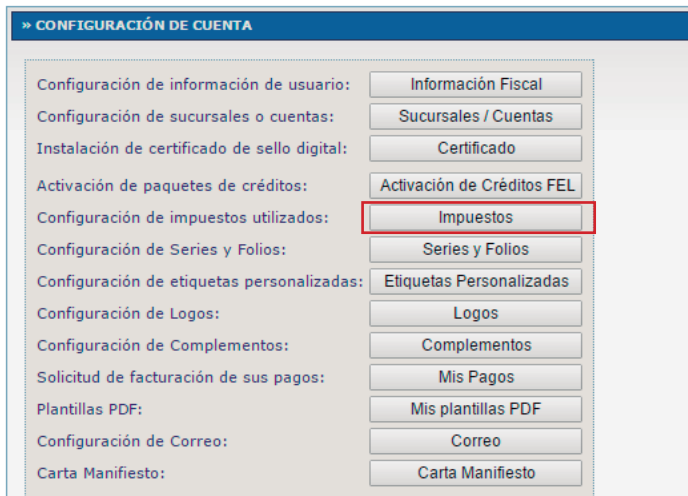 » CONFIGURACIÓN DE CUENTA
Configuración de información de usuario: Información Fiscal
Configuración de sucursales o cuentas: Sucursales / Cuentas
Instalación de certificado de sello digital: Certificado
Activación de paquetes de créditos: Activación de Créditos FEL
Configuración de impuestos utilizados: Impuestos
Configuración de Series y Folios: Series y Folios
Configuración de etiquetas personalizadas: Etiquetas Personalizadas
Configuración de Logos: Logos
Configuración de Complementos: Complementos
Solicitud de facturación de sus pagos: Mis Pagos
Plantillas PDF: Mis plantillas PDF
Configuración de Correo: Correo
Carta Manifiesto: Carta Manifiesto